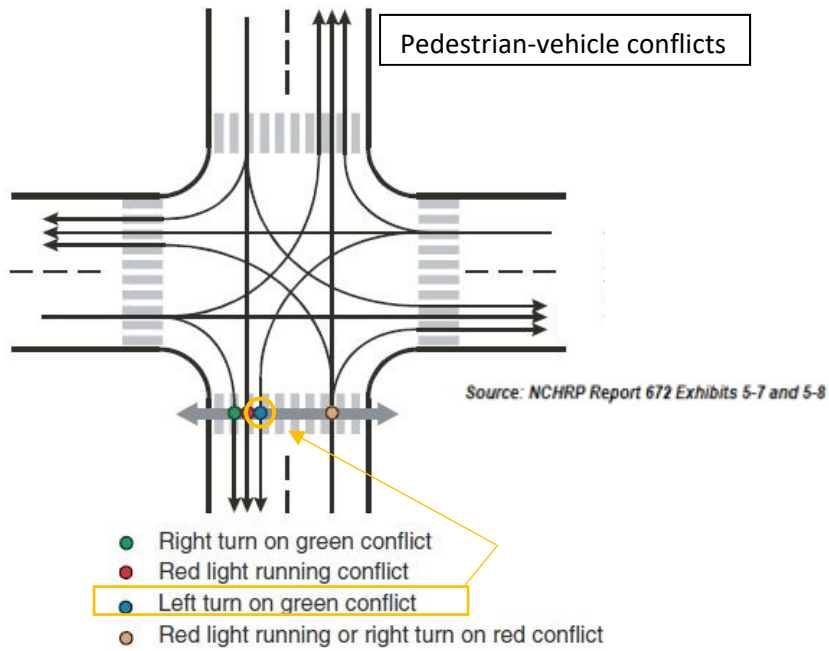 Pedestrian-vehicle conflicts
Source: NCHRP Report 672 Exhibits 5-7 and 5-8
Right turn on green conflict
Red light running conflict
Left turn on green conflict
Red light running or right turn on red conflict